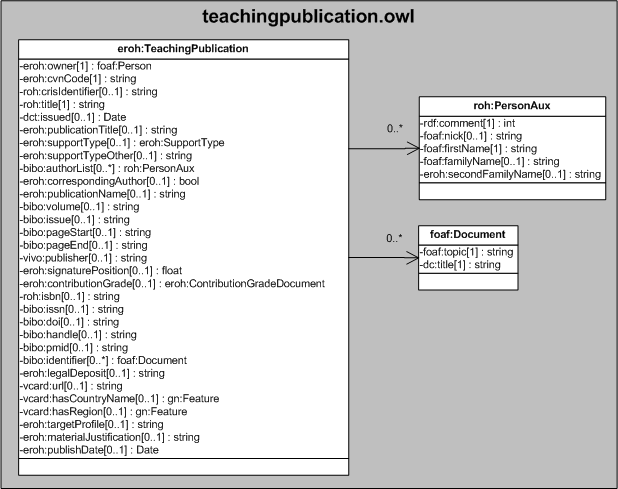 teachingpublication.owl
eroh:TeachingPublication
-eroh:owner[1] : foaf:Person
-eroh:cvnCode[1] : string
-roh:crisIdentifier[0..1] : string
-roh:title[1] : string
-dct:issued[0..1] : Date
-eroh:publicationTitle[0..1] : string
-eroh:supportType[0..1] : eroh:SupportType
-eroh:supportTypeOther[0..1] : string
-bibo:authorList[0..*] : roh:PersonAux
-eroh:correspondingAuthor[0..1] : bool
-eroh:publicationName[0..1] : string
-bibo:volume[0..1] : string
-bibo:issue[0..1] : string
-bibo:pageStart[0..1] : string
-bibo:pageEnd[0..1] : string
-vivo:publisher[0..1] : string
-eroh:signaturePosition[0..1] : float
-eroh:contributionGrade[0..1] : eroh:ContributionGradeDocument
-roh:isbn[0..1] : string
-bibo:issn[0..1] : string
-bibo:doi[0..1] : string
-bibo:handle[0..1] : string
-bibo:pmid[0..1] : string
-bibo:identifier[0..*] : foaf:Document
-eroh:legalDeposit[0..1] : string
-vcard:url[0..1] : string
-vcard:hasCountryName[0..1] : gn:Feature
-vcard:hasRegion[0..1] : gn:Feature
-eroh:targetProfile[0..1] : string
-eroh:materialJustification[0..1] : string
-eroh:publishDate[0..1] : Date
0..*
roh:PersonAux
-rdf:comment[1] : int
-foaf:nick[0..1] : string
-foaf:firstName[1] : string
-foaf:familyName[0..1] : string
-eroh:secondFamilyName[0..1] : string
0..*
foaf:Document
-foaf:topic[1] : string
-dc:title[1] : string